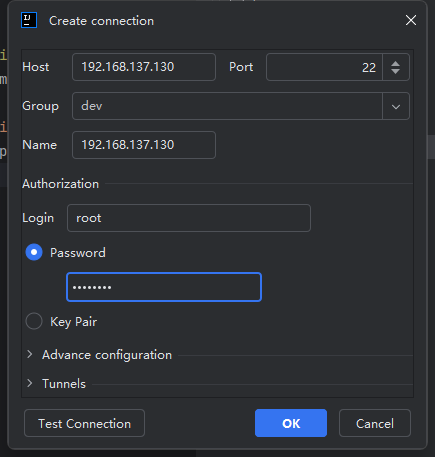 IJ Create connection
Host 192.168.137.130 Port 22
Group dev
Name 192.168.137.130
Authorization
Login root
Password
••••••••
Key Pair
Advance configuration
Tunnels
Test Connection OK Cancel